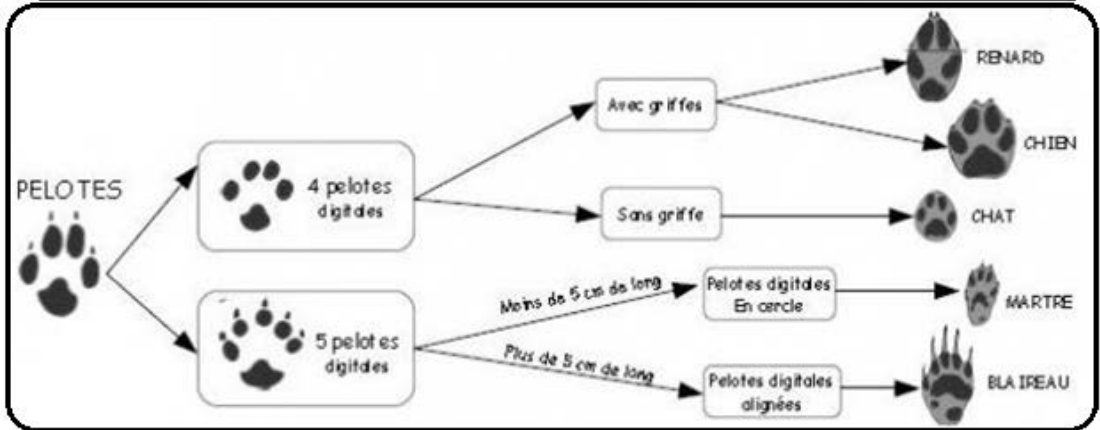 PELOTES
4 pelotes
digitales
Avec griffes
RENARD
CHIEN
Sans griffe
CHAT
5 pelotes
digitales
Moins de 5 cm de long
Pelotes digitales
En cercle
MARTRE
Plus de 5 cm de long
Pelotes digitales
alignées
BLAIREAU